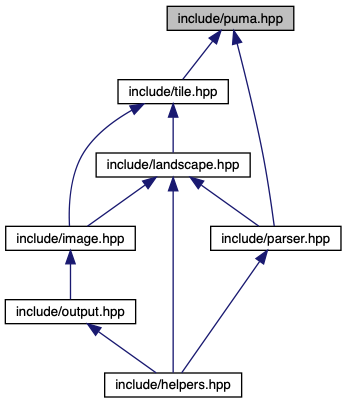 include/puma.hpp
include/tile.hpp
include/landscape.hpp
include/image.hpp
include/parser.hpp
include/output.hpp
include/helpers.hpp